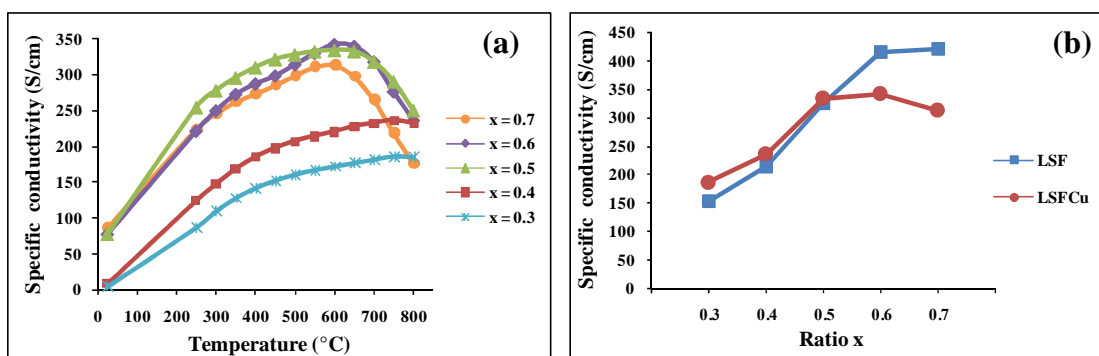 (a)
Specific conductivity (S/cm)
350
300
250
200
150
100
50
0
0 100 200 300 400 500 600 700 800
Temperature (°C)
x = 0.7
x = 0.6
x = 0.5
x = 0.4
x = 0.3
(b)
Specific conductivity (S/cm)
450
400
350
300
250
200
150
100
50
0
0.3 0.4 0.5 0.6 0.7
Ratio x
LSF
LSFCu